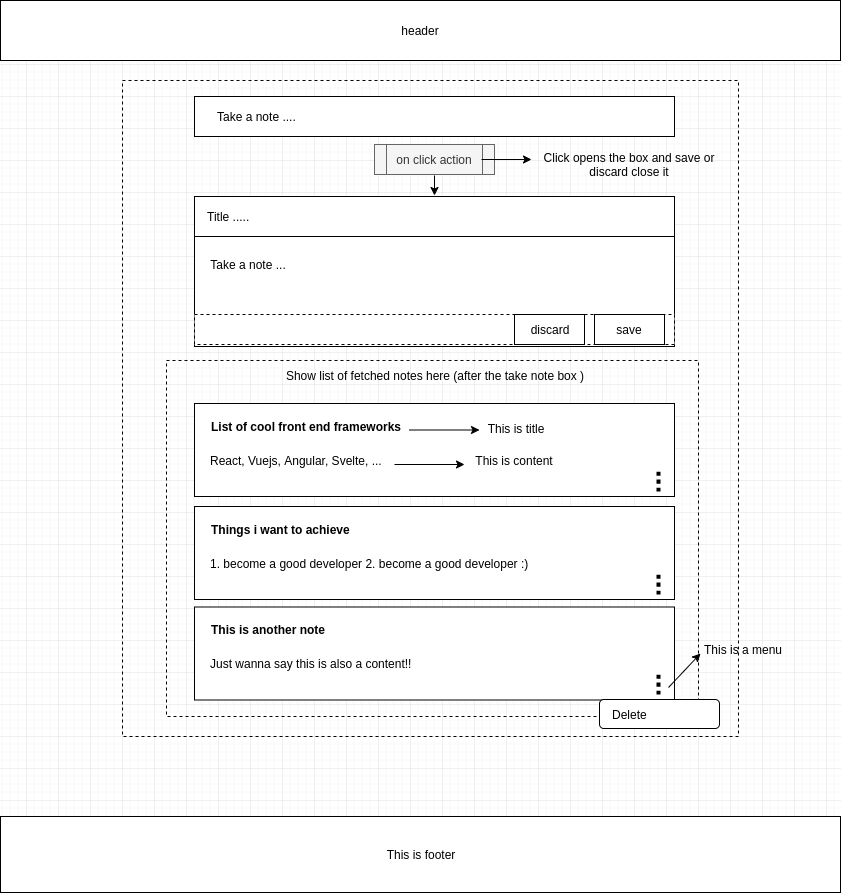 header
Take a note ....
on click action
Click opens the box and save or
discard close it
Title .....
Take a note ...
discard
save
Show list of fetched notes here (after the take note box )
List of cool front end frameworks
This is title
React, Vuejs, Angular, Svelte, ...
This is content
Things i want to achieve
1. become a good developer 2. become a good developer :)
This is another note
This is a menu
Just wanna say this is also a content!!
Delete
This is footer